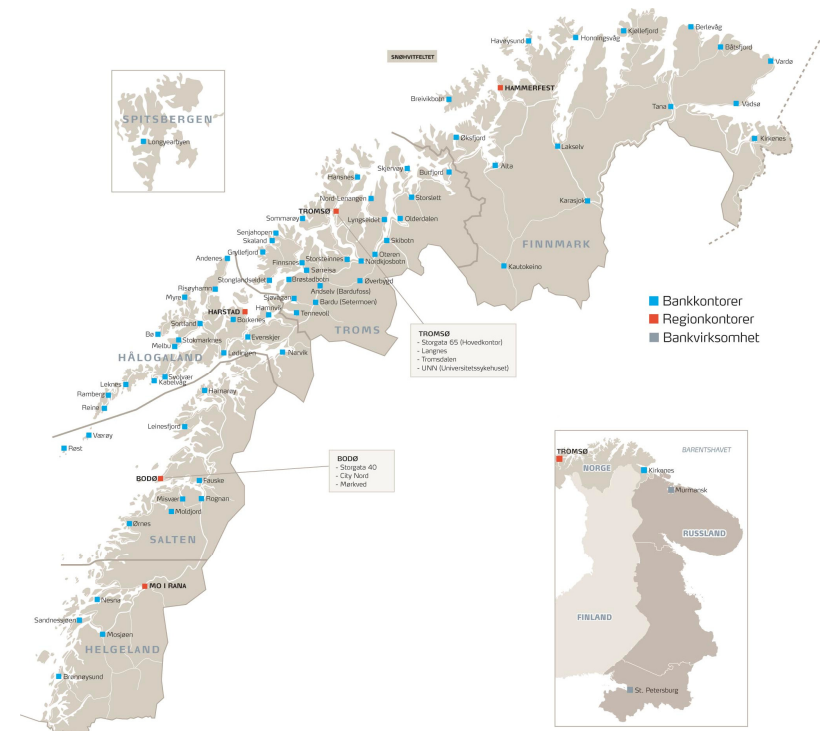 Kjøllefjord
Berlevåg
Honningsvåg
Havøysund
Båtsfjord
SNØHVITFELTET
Vardø
HAMMERFEST
Breivikbotn
Tana
Vadsø
SPITSBERGEN
Longyearbyen
Øksfjord
Kirkenes
Lakselv
Alta
Skjervøy
Burfjord
Hansnes
Nord-Lenangen
Storslett
Karasjok
TROMSØ
Sommarøy
Lyngseidet
Olderdalen
Senjahopen
Skaland
Skibotn
FINNMARK
Gryllefjord
Oteren
Andenes
Storsteinnes
Nordkjosbotn
Finnsnes
Sørreisa
Kautokeino
Stonglandseidet
Brøstadbotn
Øverbygd
Andselv (Bardufoss)
Risøyhamn
Myre
Sjøvegan
Bardu (Setermoen)
Hamnvik
HARSTAD
Tennevoll
Borkenes
Sortland
TROMS
Bø
Stokmarknes
Evenskjer
Melbu
HÅLOGALAND
Lødingen
Narvik
Svolvær
Kabelvåg
Leknes
Ramberg
Hamarøy
Reine
Leinesfjord
Værøy
Røst
Bankkontorer
Regionkontorer
Bankvirksomhet
TROMSØ
- Storgata 65 (Hovedkontor)
- Langnes
- Tromsdalen
- UNN (Universitetssykehuset)
BODØ
- Storgata 40
- City Nord
- Mørkved
BODØ
Fauske
Misvær
Rognan
Moldjord
Ørnes
SALTEN
MO I RANA
Nesna
Sandnessjøen
Mosjøen
HELGELAND
Brønnøysund
TROMSØ
BARENTSHAVET
NORGE
Kirkenes
Murmansk
RUSSLAND
FINLAND
St. Petersburg